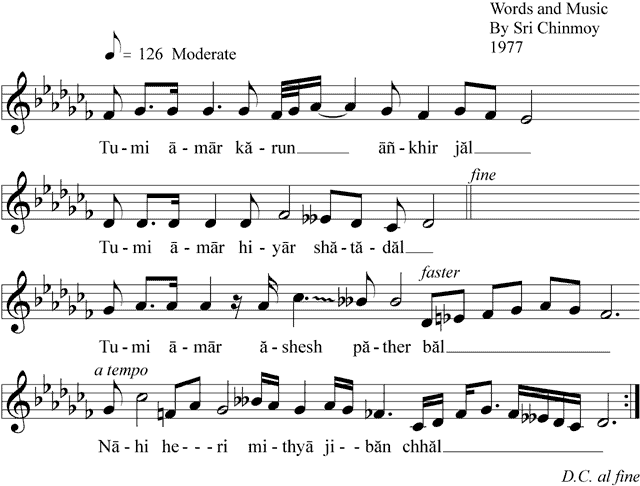 Words and Music
By Sri Chinmoy
1977
= 126 Moderate
Tu - mi ā - mār kă - run āñ - khir jăl
fine
Tu - mi ā - mār hi - yār shă - tă - dăl
faster
Tu - mi ā - mār ă - shesh pă - ther băl
a tempo
Nā - hi he - - - ri mi - thyā ji - băn chhăl
D.C. al fine